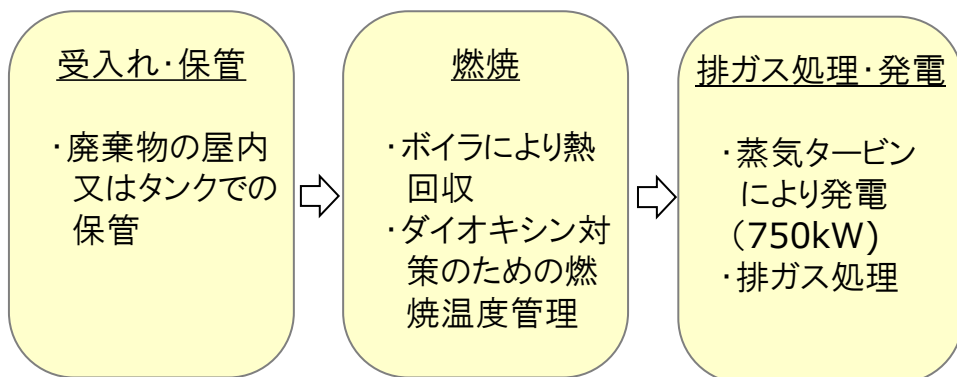 受入れ・保管
・廃棄物の屋内
又はタンクでの
保管
燃焼
・ボイラにより熱
回収
・ダイオキシン対
策のための燃
焼温度管理
排ガス処理・発電
・蒸気タービン
により発電
(750kW)
・排ガス処理